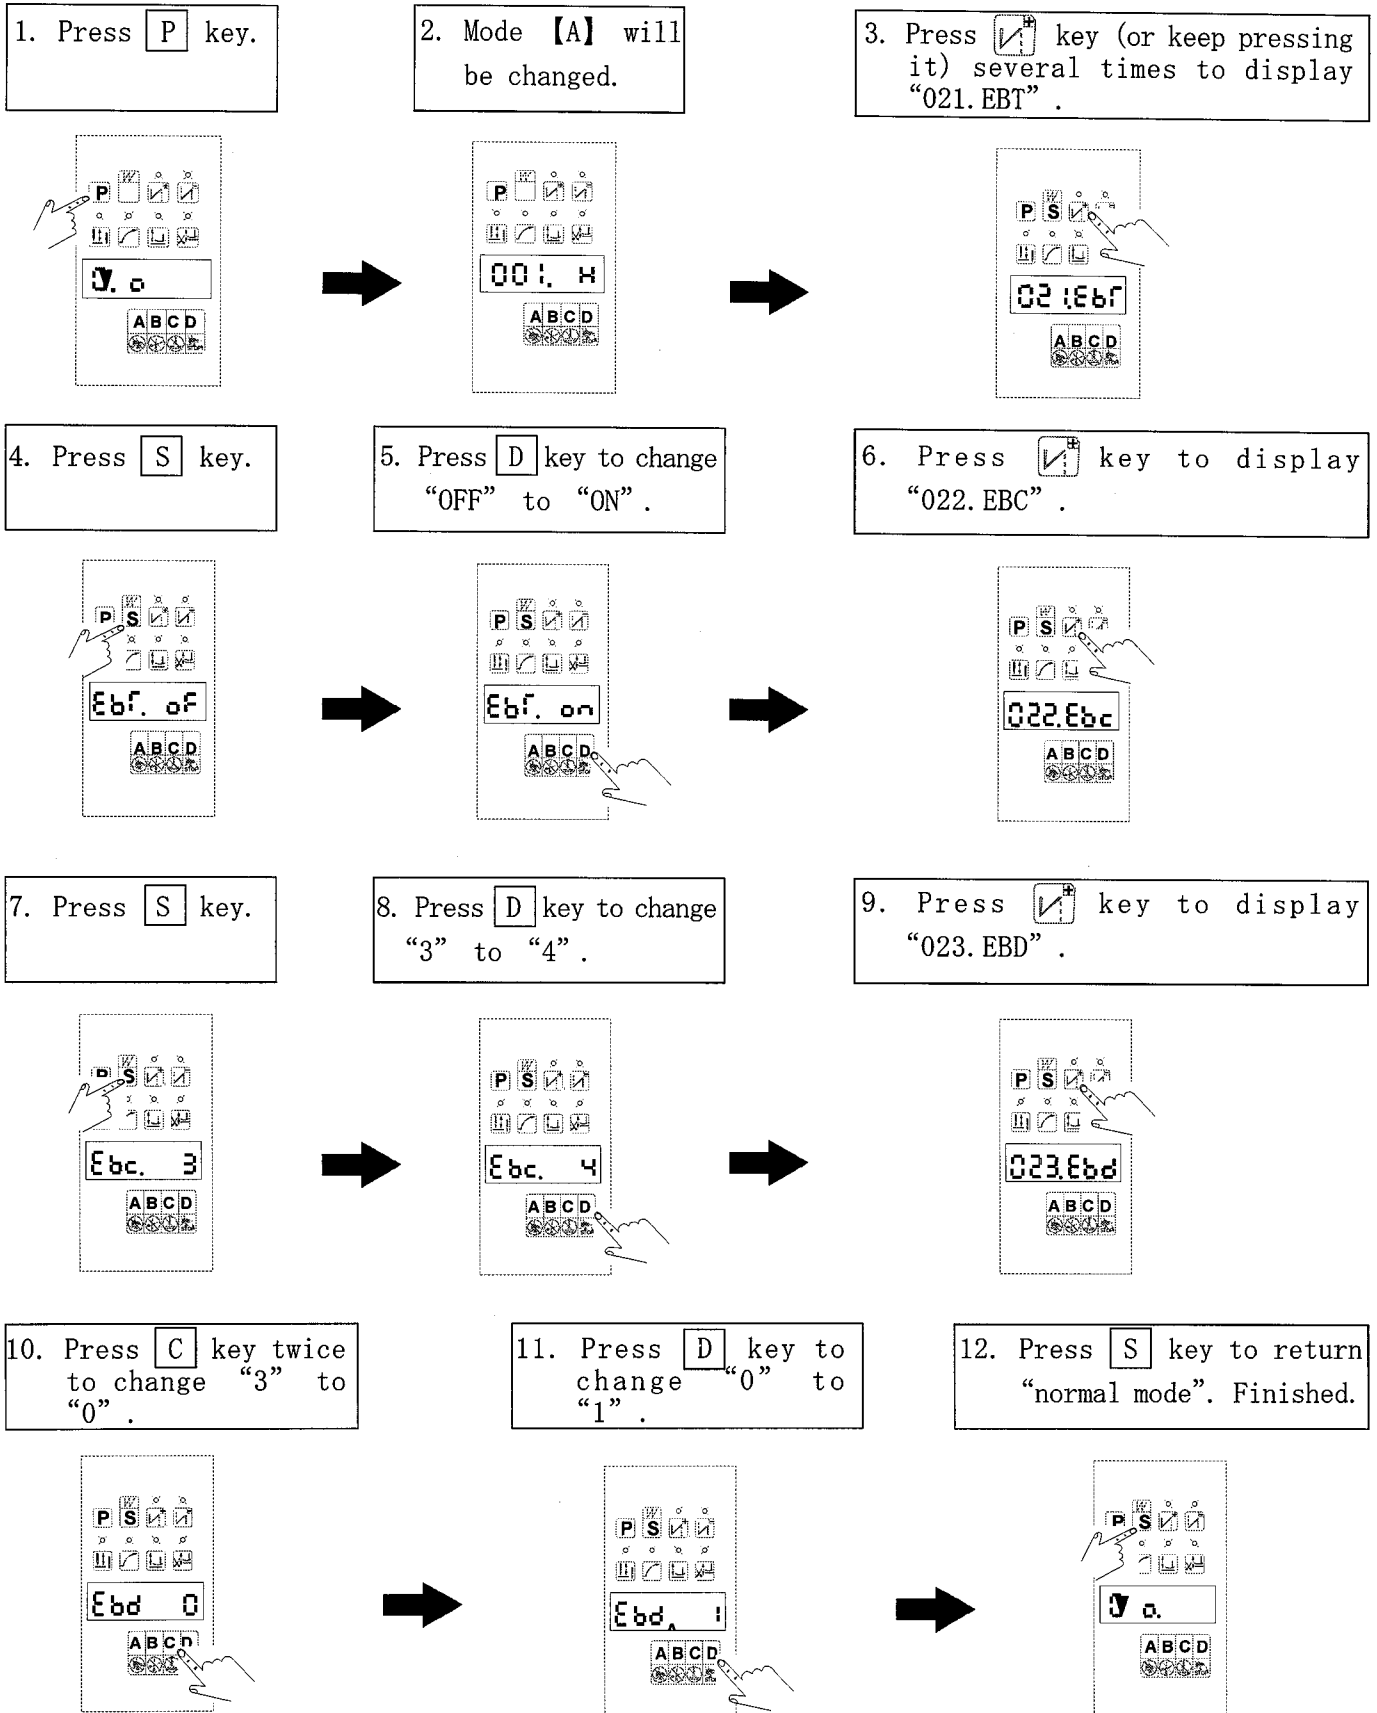 1. Press P key.
2. Mode 【A】 will
be changed.
3. Press key (or keep pressing
it) several times to display
“021. EBT” .
P
A B C D
P
001. H
A B C D
P S
021.Ebt
A B C D
4. Press S key.
5. Press D key to change
“OFF” to “ON”.
6. Press key to display
“022. EBC” .
P S
Ebt. oF
A B C D
P S
Ebt. on
A B C D
P S
022.Ebc
A B C D
7. Press S key.
8. Press D key to change
“3” to “4”.
9. Press key to display
“023. EBD” .
P S
Ebc. 3
A B C D
P S
Ebc. 4
A B C D
P S
023.Ebd
A B C D
10. Press C key twice
to change “3” to
“0” .
11. Press D key to
change “0” to
“1” .
12. Press S key to return
“normal mode”. Finished.
P S
Ebd 0
A B C D
P S
Ebd 1
A B C D
P S
A B C D